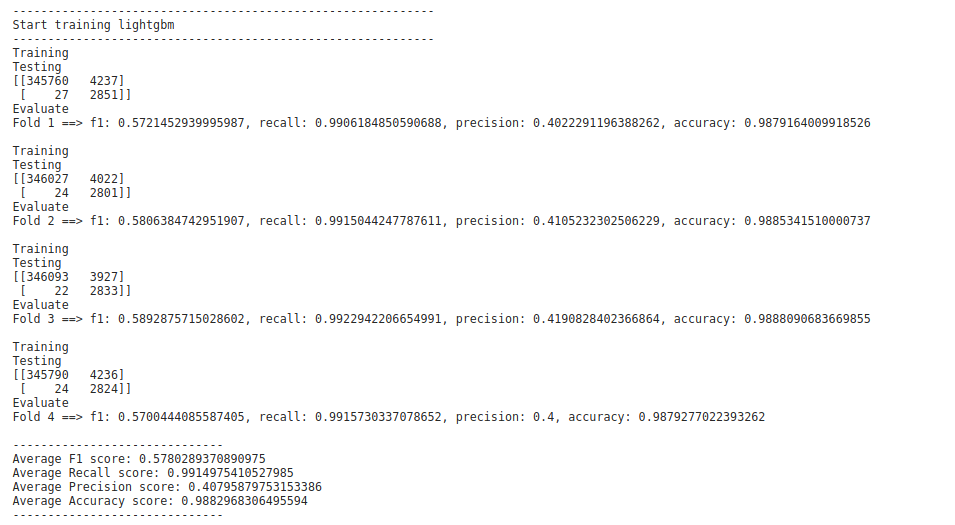 ------------------------------------------------------------
Start training lightgbm
------------------------------------------------------------
Training
Testing
[[345760   4237]
 [    27   2851]]
Evaluate
Fold 1 ==> f1: 0.5721452939995987, recall: 0.9906184850590688, precision: 0.4022291196388262, accuracy: 0.9879164009918526

Training
Testing
[[346027   4022]
 [    24   2801]]
Evaluate
Fold 2 ==> f1: 0.5806384742951907, recall: 0.9915044247787611, precision: 0.4105232302506229, accuracy: 0.9885341510000737

Training
Testing
[[346093   3927]
 [    22   2833]]
Evaluate
Fold 3 ==> f1: 0.5892875715028602, recall: 0.9922942206654991, precision: 0.4190828402366864, accuracy: 0.9888090683669855

Training
Testing
[[345790   4236]
 [    24   2824]]
Evaluate
Fold 4 ==> f1: 0.5700444085587405, recall: 0.9915730337078652, precision: 0.4, accuracy: 0.9879277022393262

------------------------------
Average F1 score: 0.5780289370890975
Average Recall score: 0.9914975410527985
Average Precision score: 0.40795879753153386
Average Accuracy score: 0.9882968306495594
------------------------------